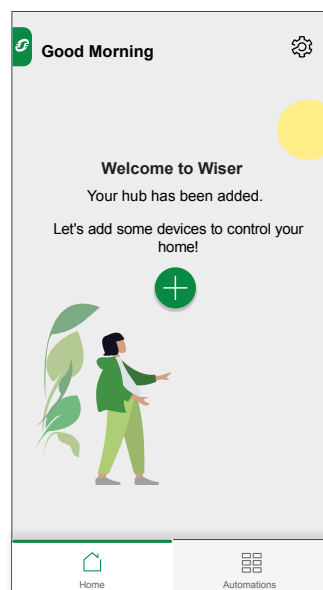 Good Morning
Welcome to Wiser
Your hub has been added.
Let's add some devices to control your
home!
Home
Automations